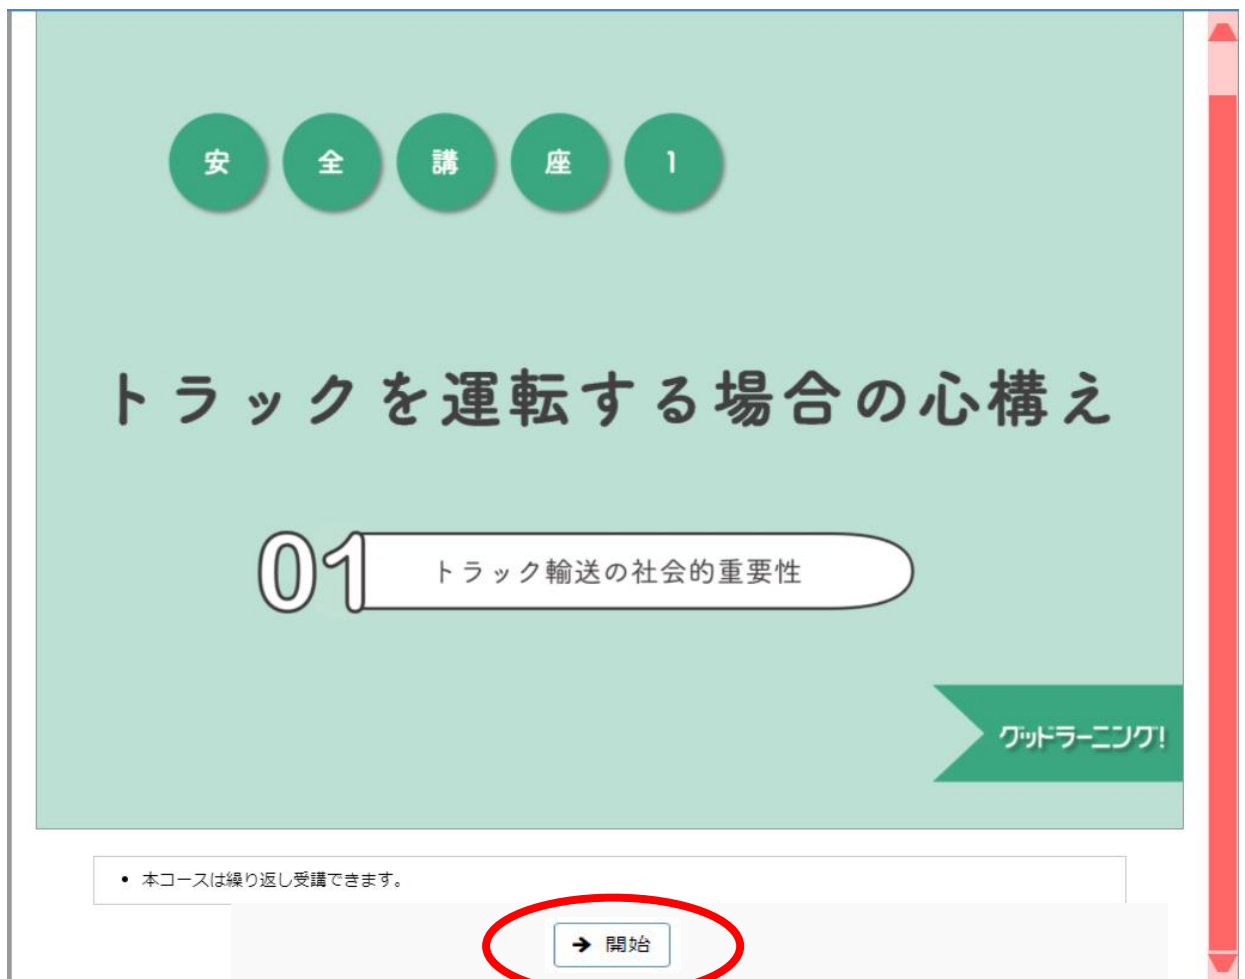 安全講座1
トラックを運転する場合の心構え
01 トラック輸送の社会的重要性
グッドラーニング!
• 本コースは繰り返し受講できます。
→ 開始